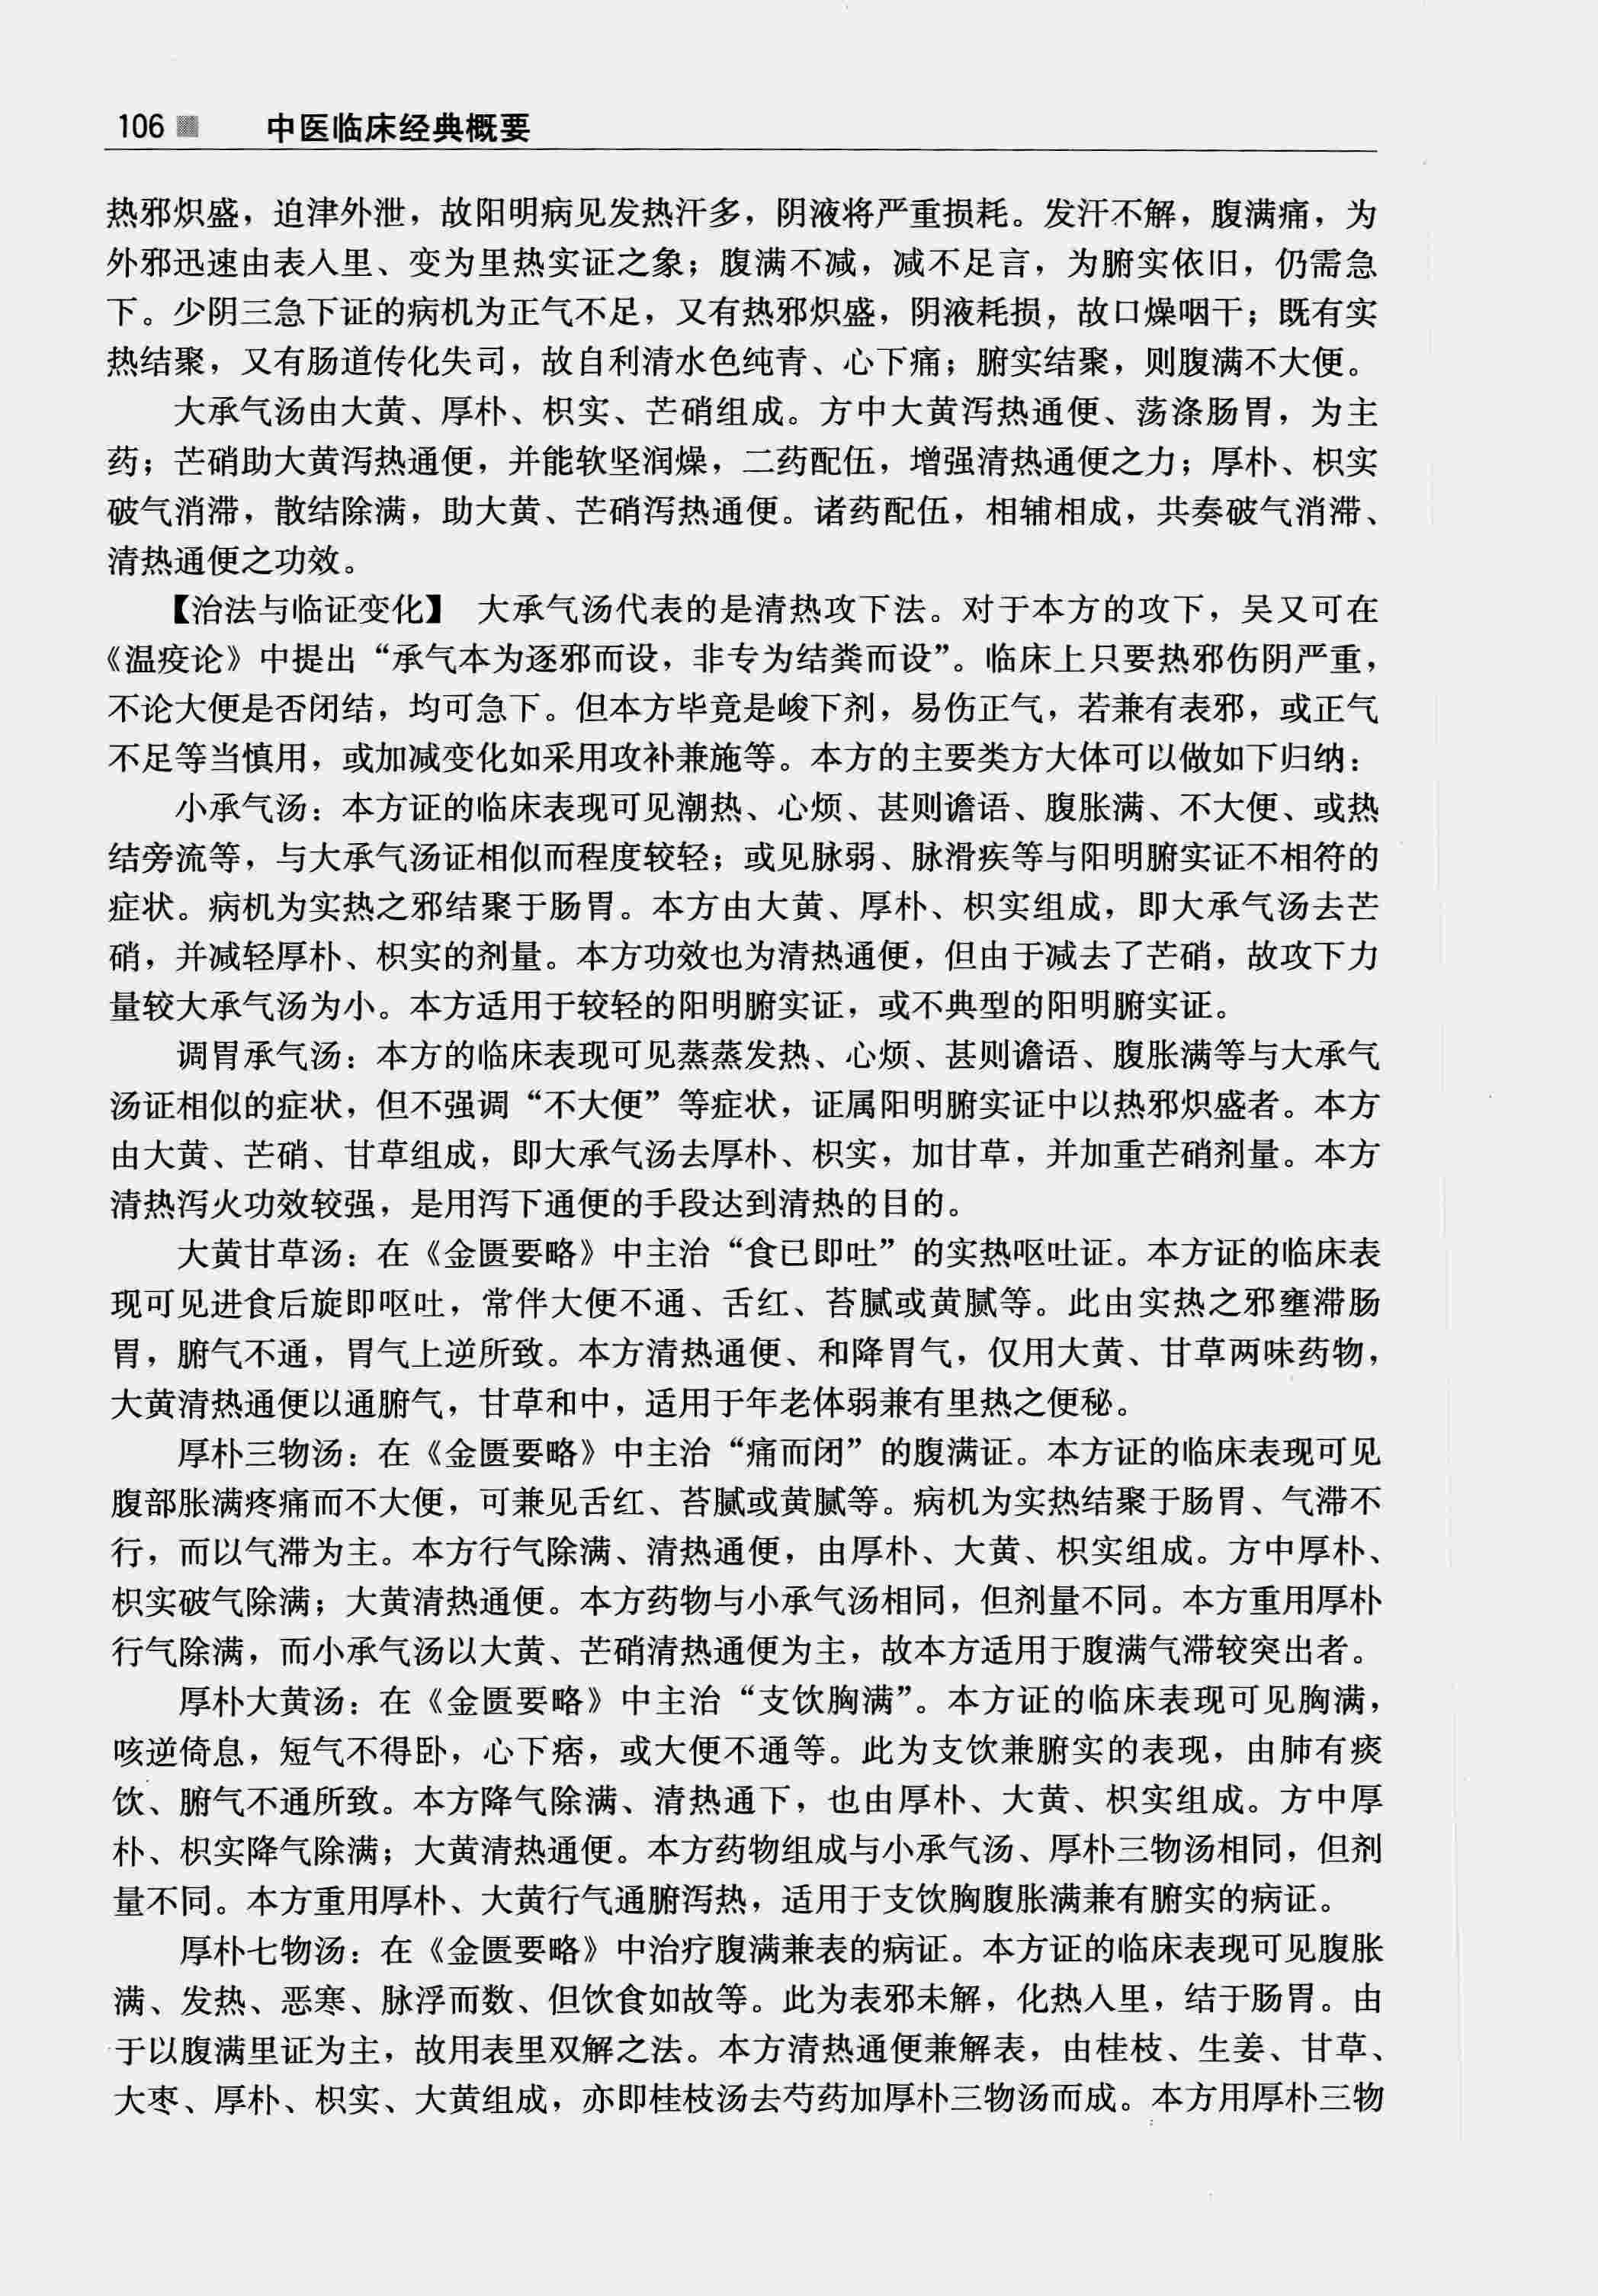 106 中医临床经典概要
热邪炽盛，迫津外泄，故阳明病见发热汗多，阴液将严重损耗。发汗不解，腹满痛，为
外邪迅速由表入里、变为里热实证之象；腹满不减，减不足言，为腑实依旧，仍需急
下。少阴三急下证的病机为正气不足，又有热邪炽盛，阴液耗损，故口燥咽干；既有实
热结聚，又有肠道传化失司，故自利清水色纯青、心下痛；腑实结聚，则腹满不大便。
大承气汤由大黄、厚朴、枳实、芒硝组成。方中大黄泻热通便、荡涤肠胃，为主
药；芒硝助大黄泻热通便，并能软坚润燥，二药配伍，增强清热通便之力；厚朴、枳实
破气消滞，散结除满，助大黄、芒硝泻热通便。诸药配伍，相辅相成，共奏破气消滞、
清热通便之功效。
【治法与临证变化】 大承气汤代表的是清热攻下法。对于本方的攻下，吴又可在
《温疫论》中提出“承气本为逐邪而设，非专为结粪而设”。临床上只要热邪伤阴严重，
不论大便是否闭结，均可急下。但本方毕竟是峻下剂，易伤正气，若兼有表邪，或正气
不足等当慎用，或加减变化如采用攻补兼施等。本方的主要类方大体可以做如下归纳：
小承气汤：本方证的临床表现可见潮热、心烦、甚则谵语、腹胀满、不大便、或热
结旁流等，与大承气汤证相似而程度较轻；或见脉弱、脉滑疾等与阳明腑实证不相符的
症状。病机为实热之邪结聚于肠胃。本方由大黄、厚朴、枳实组成，即大承气汤去芒
硝，并减轻厚朴、枳实的剂量。本方功效也为清热通便，但由于减去了芒硝，故攻下力
量较大承气汤为小。本方适用于较轻的阳明腑实证，或不典型的阳明腑实证。
调胃承气汤：本方的临床表现可见蒸蒸发热、心烦、甚则谵语、腹胀满等与大承气
汤证相似的症状，但不强调“不大便”等症状，证属阳明腑实证中以热邪炽盛者。本方
由大黄、芒硝、甘草组成，即大承气汤去厚朴、枳实，加甘草，并加重芒硝剂量。本方
清热泻火功效较强，是用泻下通便的手段达到清热的目的。
大黄甘草汤：在《金匮要略》中主治“食已即吐”的实热呕吐证。本方证的临床表
现可见进食后旋即呕吐，常伴大便不通、舌红、苔腻或黄腻等。此由实热之邪壅滞肠
胃，腑气不通，胃气上逆所致。本方清热通便、和降胃气，仅用大黄、甘草两味药物，
大黄清热通便以通腑气，甘草和中，适用于年老体弱兼有里热之便秘。
厚朴三物汤：在《金匮要略》中主治“痛而闭”的腹满证。本方证的临床表现可见
腹部胀满疼痛而不大便，可兼见舌红、苔腻或黄腻等。病机为实热结聚于肠胃、气滞不
行，而以气滞为主。本方行气除满、清热通便，由厚朴、大黄、枳实组成。方中厚朴、
枳实破气除满；大黄清热通便。本方药物与小承气汤相同，但剂量不同。本方重用厚朴
行气除满，而小承气汤以大黄、芒硝清热通便为主，故本方适用于腹满气滞较突出者。
厚朴大黄汤：在《金匮要略》中主治“支饮胸满”。本方证的临床表现可见胸满，
咳逆倚息，短气不得卧，心下痞，或大便不通等。此为支饮兼腑实的表现，由肺有痰
饮、腑气不通所致。本方降气除满、清热通下，也由厚朴、大黄、枳实组成。方中厚
朴、枳实降气除满；大黄清热通便。本方药物组成与小承气汤、厚朴三物汤相同，但剂
量不同。本方重用厚朴、大黄行气通腑泻热，适用于支饮胸腹胀满兼有腑实的病证。
厚朴七物汤：在《金匮要略》中治疗腹满兼表的病证。本方证的临床表现可见腹胀
满、发热、恶寒、脉浮而数、但饮食如故等。此为表邪未解，化热入里，结于肠胃。由
于以腹满里证为主，故用表里双解之法。本方清热通便兼解表，由桂枝、生姜、甘草、
大枣、厚朴、枳实、大黄组成，亦即桂枝汤去芍药加厚朴三物汤而成。本方用厚朴三物